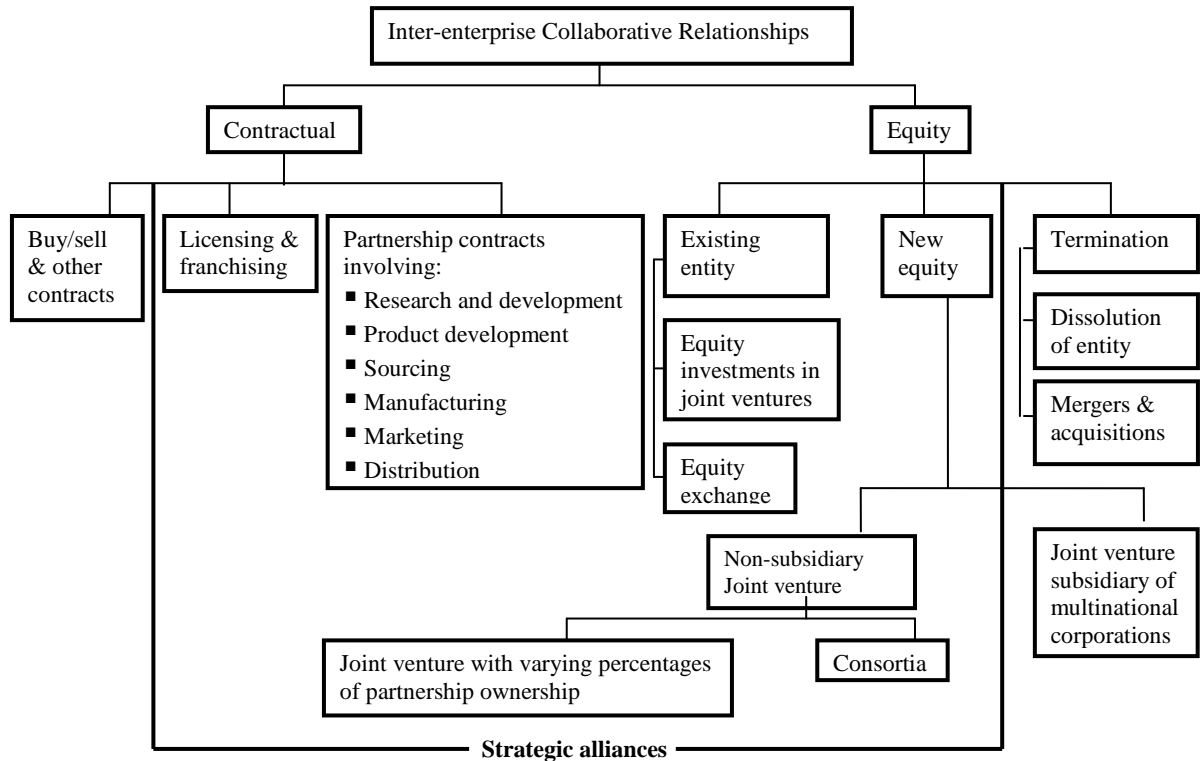 Inter-enterprise Collaborative Relationships
Contractual
Equity
Buy/sell
& other
contracts
Licensing &
franchising
Partnership contracts
involving:
▪ Research and development
▪ Product development
▪ Sourcing
▪ Manufacturing
▪ Marketing
▪ Distribution
Existing
entity
Equity
investments in
joint ventures
Equity
exchange
New
equity
Termination
Dissolution
of entity
Mergers &
acquisitions
Non-subsidiary
Joint venture
Joint venture
subsidiary of
multinational
corporations
Joint venture with varying percentages
of partnership ownership
Consortia
Strategic alliances